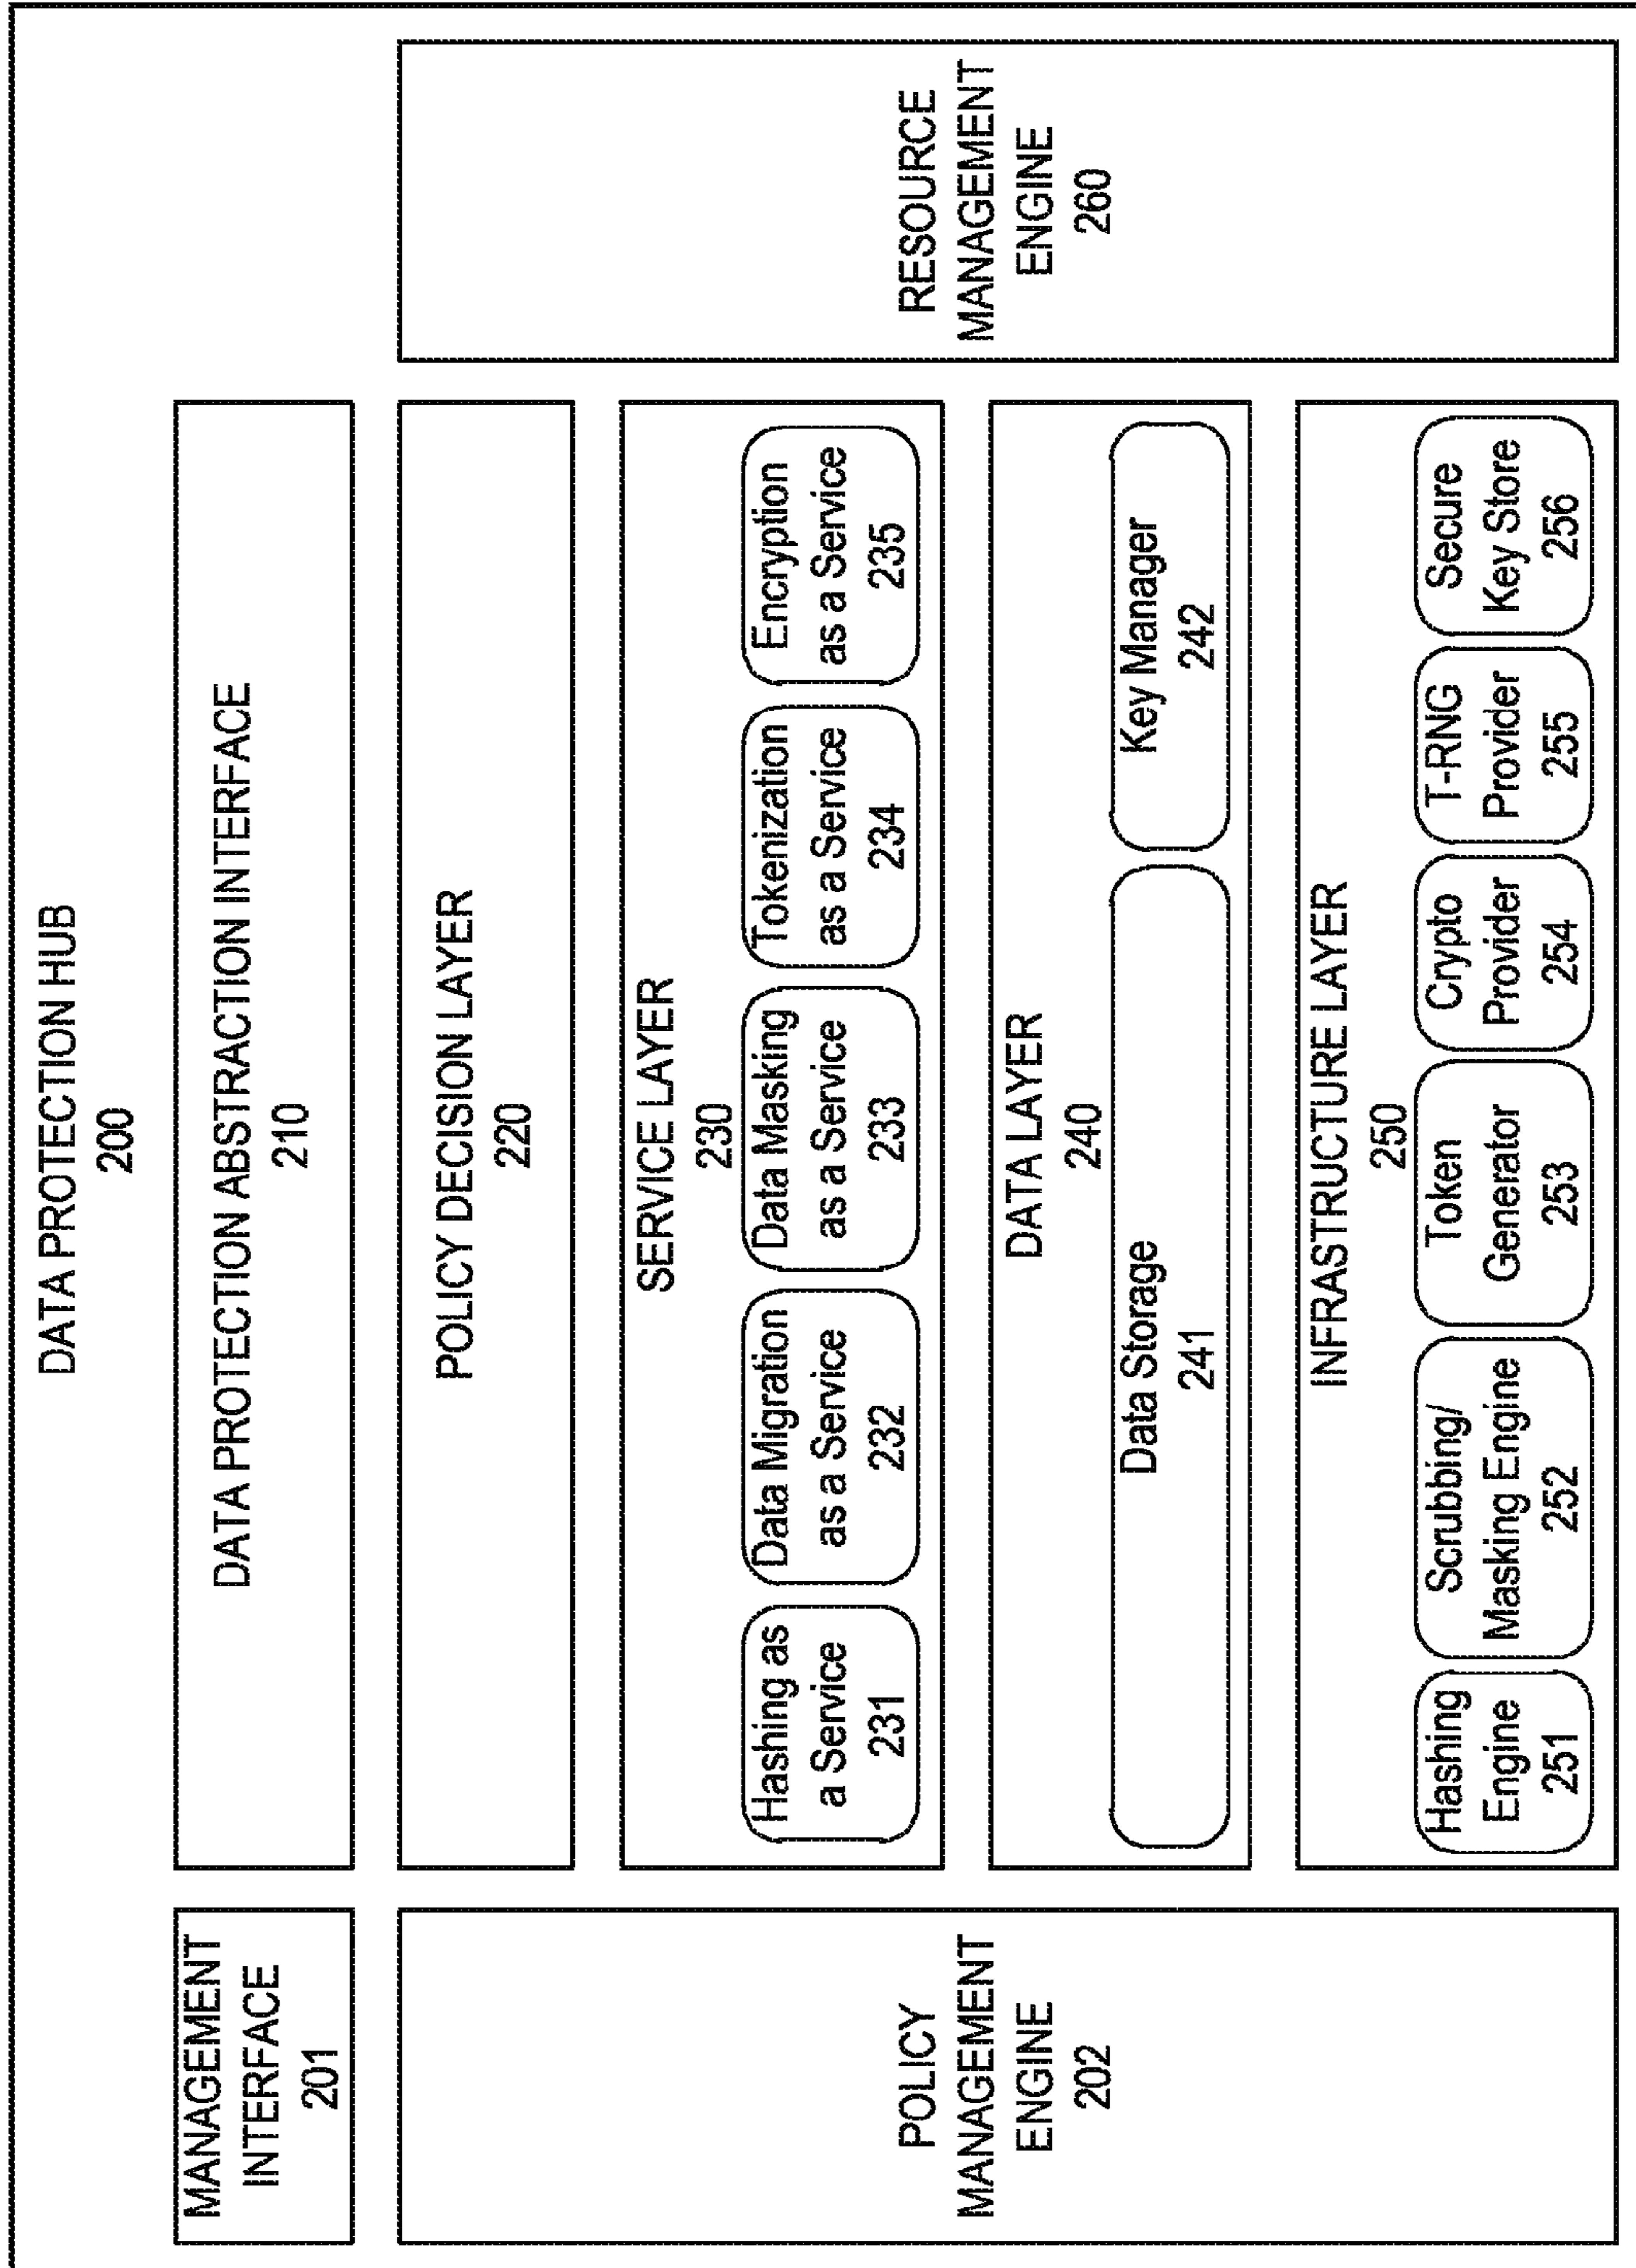 DATA PROTECTION HUB
200
MANAGEMENT
INTERFACE
201
DATA PROTECTION ABSTRACTION INTERFACE
210
POLICY
MANAGEMENT
ENGINE
202
POLICY DECISION LAYER
220
SERVICE LAYER
230
Hashing as
a Service
231
Data Migration
as a Service
232
Data Masking
as a Service
233
Tokenization
as a Service
234
Encryption
as a Service
235
DATA LAYER
240
Data Storage
241
Key Manager
242
INFRASTRUCTURE LAYER
250
Hashing
Engine
251
Scrubbing/
Masking Engine
252
Token
Generator
253
Crypto
Provider
254
T-RNG
Provider
255
Secure
Key Store
256
RESOURCE
MANAGEMENT
ENGINE
260